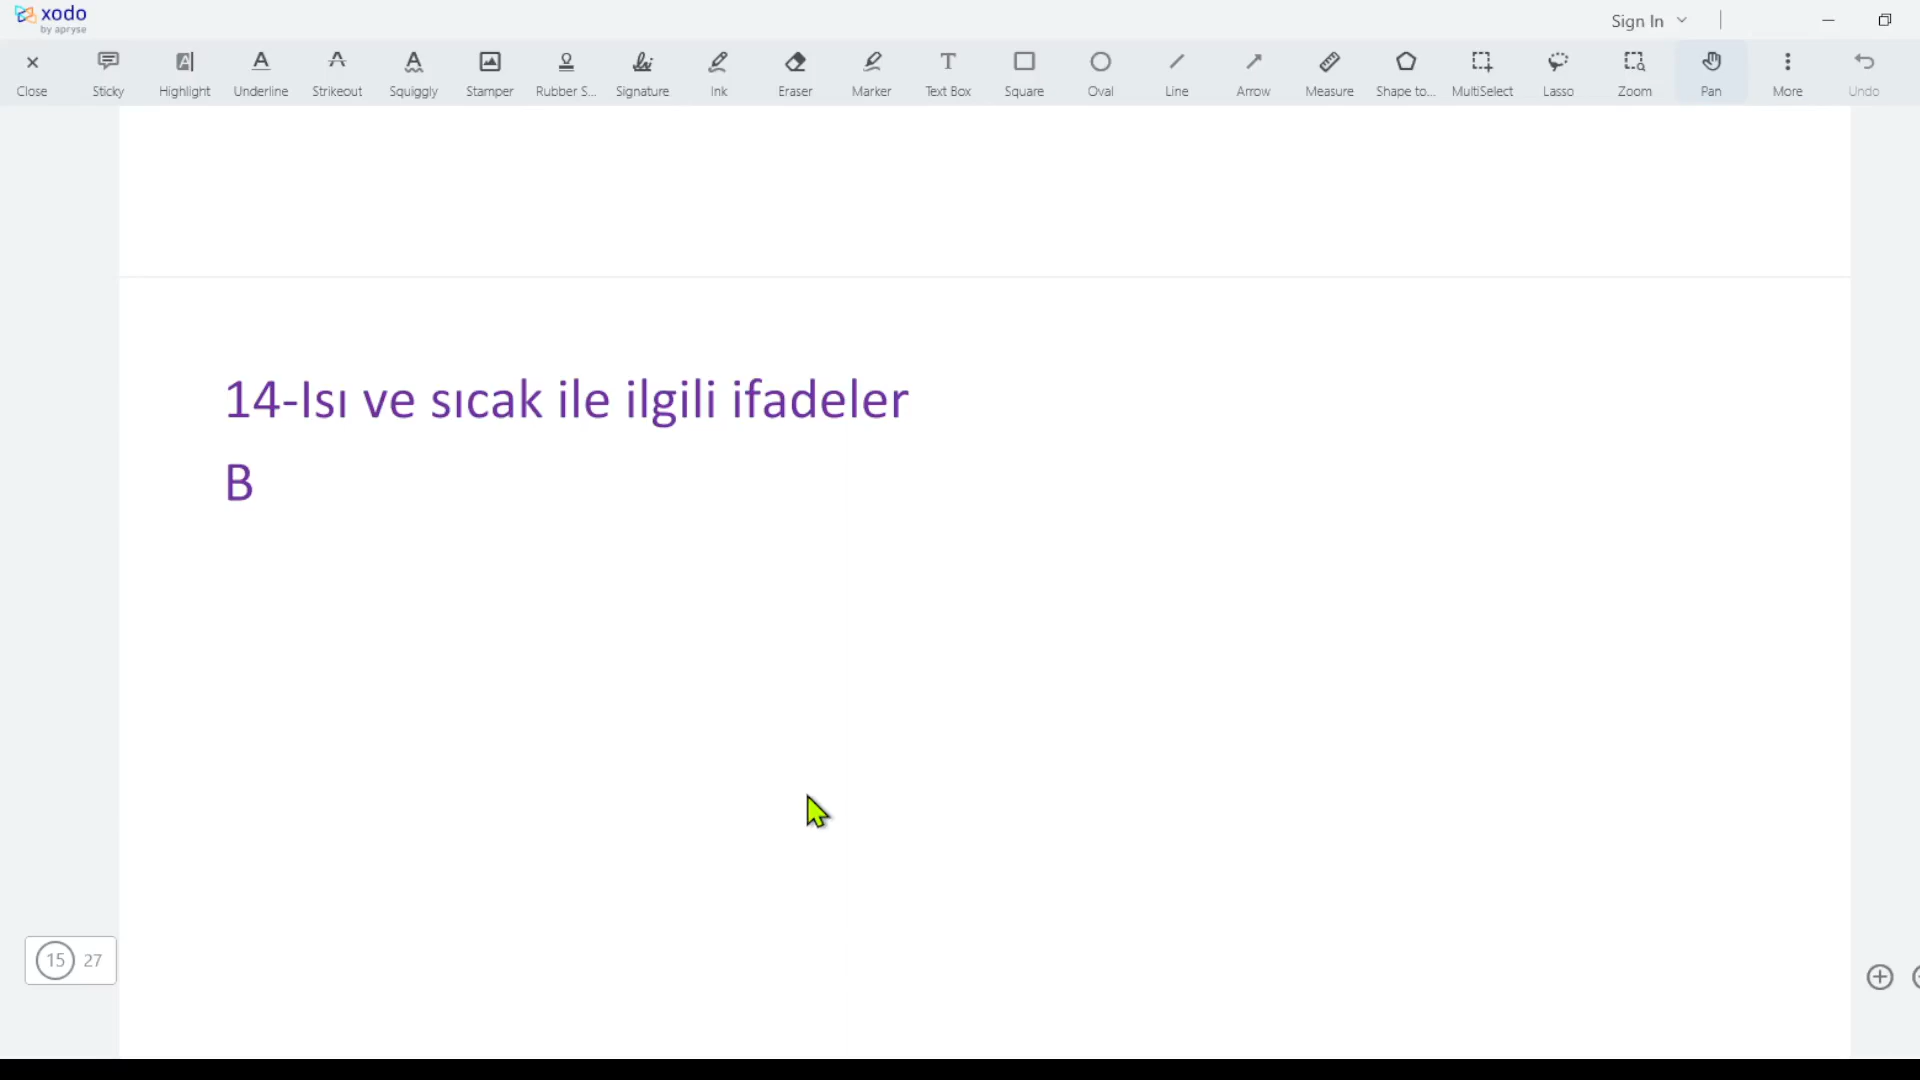 xodo
by apryse
Sign In
Close
Sticky
Highlight
Underline
Strikeout
Squiggly
Stamper
Rubber S...
Signature
Ink
Eraser
Marker
Text Box
Square
Oval
Line
Arrow
Measure
Shape to...
MultiSelect
Lasso
Zoom
Pan
More
Undo
14-Isı ve sıcak ile ilgili ifadeler
B
15 27